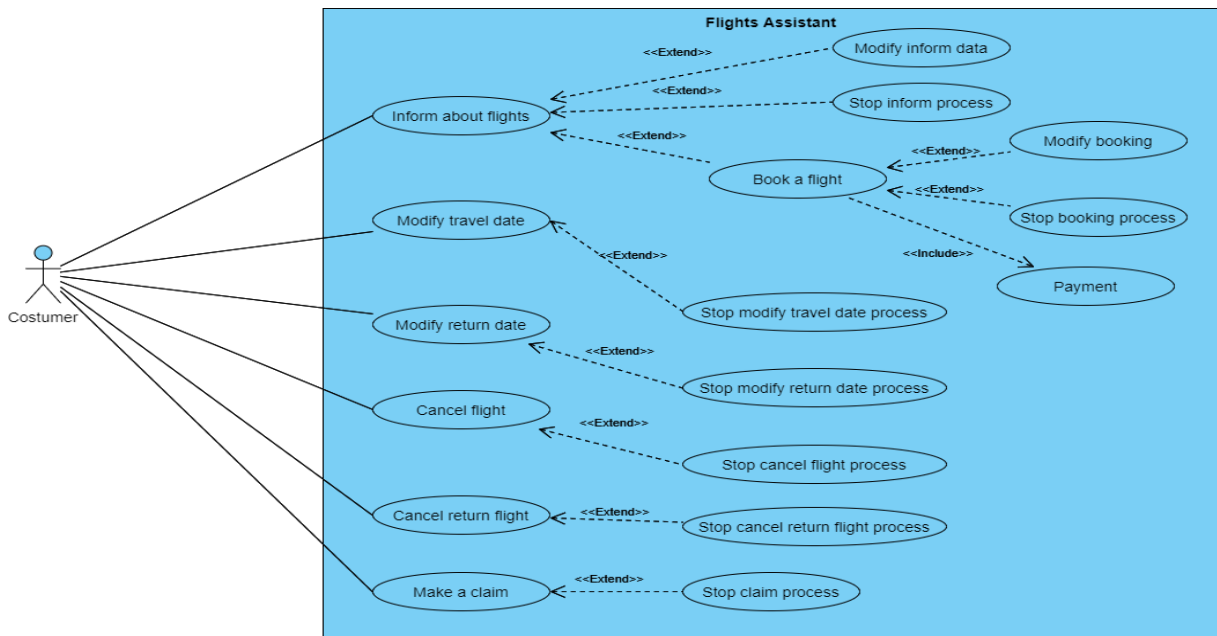 Flights Assistant
<<Extend>>
Modify inform data
<<Extend>>
Stop inform process
Inform about flights
<<Extend>>
Modify booking
<<Extend>>
Book a flight
<<Extend>>
Stop booking process
Modify travel date
<<Extend>>
<<Include>>
Payment
Costumer
Stop modify travel date process
Modify return date
<<Extend>>
Stop modify return date process
Cancel flight
<<Extend>>
Stop cancel flight process
Cancel return flight
<<Extend>>
Stop cancel return flight process
<<Extend>>
Make a claim
Stop claim process